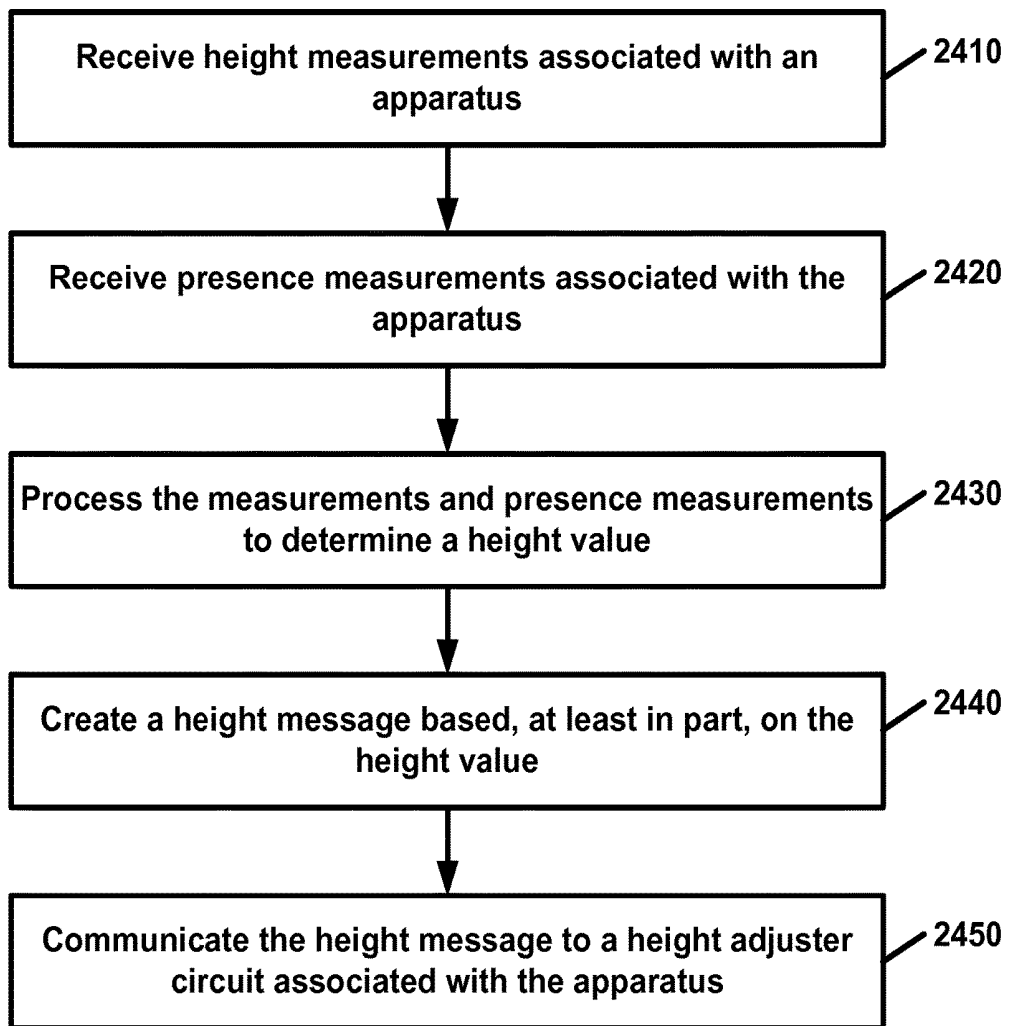 Receive height measurements associated with an
apparatus
2410
Receive presence measurements associated with the
apparatus
2420
Process the measurements and presence measurements
to determine a height value
2430
Create a height message based, at least in part, on the
height value
2440
Communicate the height message to a height adjuster
circuit associated with the apparatus
2450